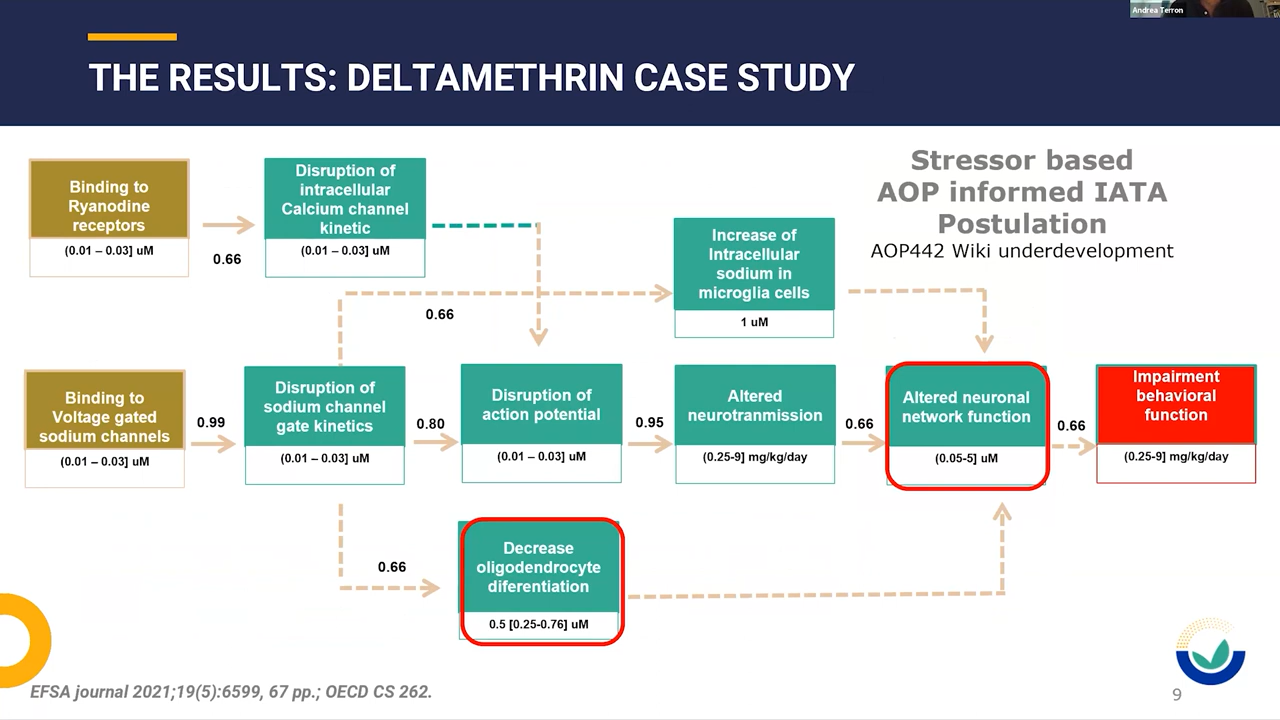 Andrea Terron
THE RESULTS: DELTAMETHRIN CASE STUDY
Stressor based
AOP informed IATA
Postulation
AOP442 Wiki underdevelopment
Binding to
Ryanodine
receptors
(0.01 – 0.03] uM
0.66
Disruption of
intracellular
Calcium channel
kinetic
(0.01 – 0.03] uM
0.66
Increase of
Intracellular
sodium in
microglia cells
1 uM
Binding to
Voltage gated
sodium channels
(0.01 – 0.03] uM
0.99
Disruption of
sodium channel
gate kinetics
(0.01 – 0.03] uM
0.80
Disruption of
action potential
(0.01 – 0.03] uM
0.95
Altered
neurotranmission
(0.25-9] mg/kg/day
0.66
Altered neuronal
network function
(0.05-5] uM
0.66
Impairment
behavioral
function
(0.25-9] mg/kg/day
0.66
Decrease
oligodendrocyte
diferentiation
0.5 [0.25-0.76] uM
EFSA journal 2021;19(5):6599, 67 pp.; OECD CS 262.
9